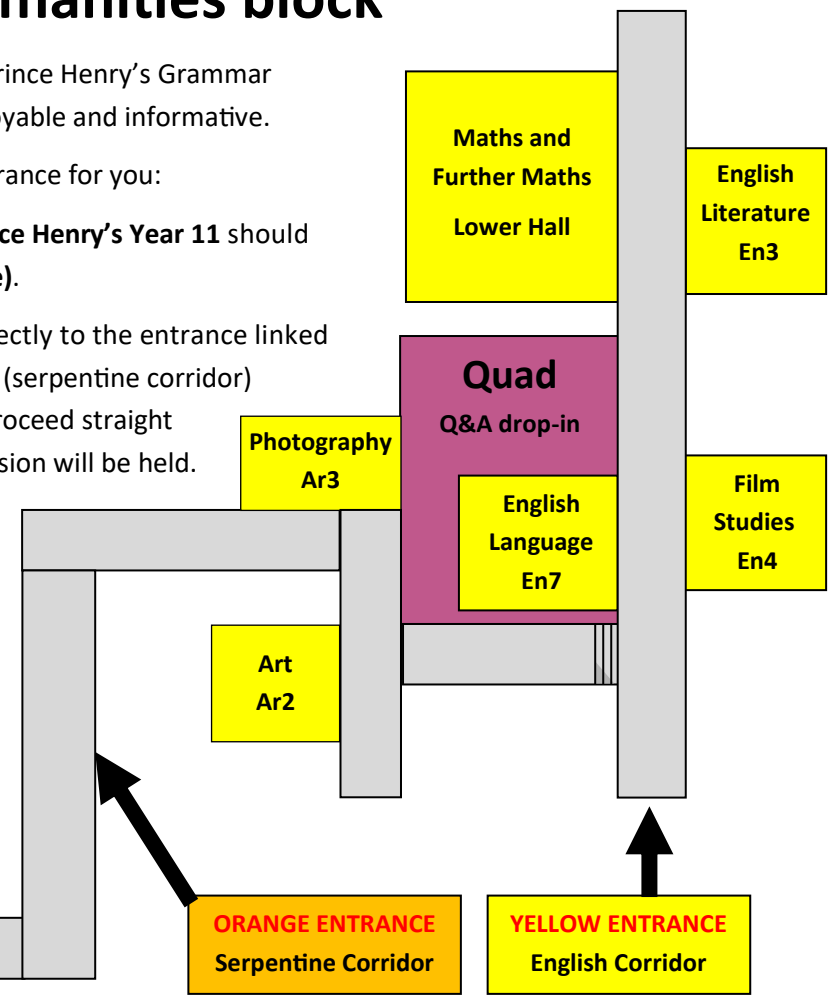 manities block
rince Henry's Grammar
oyable and informative.
rance for you:
ce Henry's Year 11 should
e).
ectly to the entrance linked
(serpentine corridor)
roceed straight
sion will be held.
Maths and
Further Maths
Lower Hall
English
Literature
En3
Quad
Q&A drop-in
Photography
Ar3
English
Language
En7
Film
Studies
En4
Art
Ar2
ORANGE ENTRANCE
Serpentine Corridor
YELLOW ENTRANCE
English Corridor